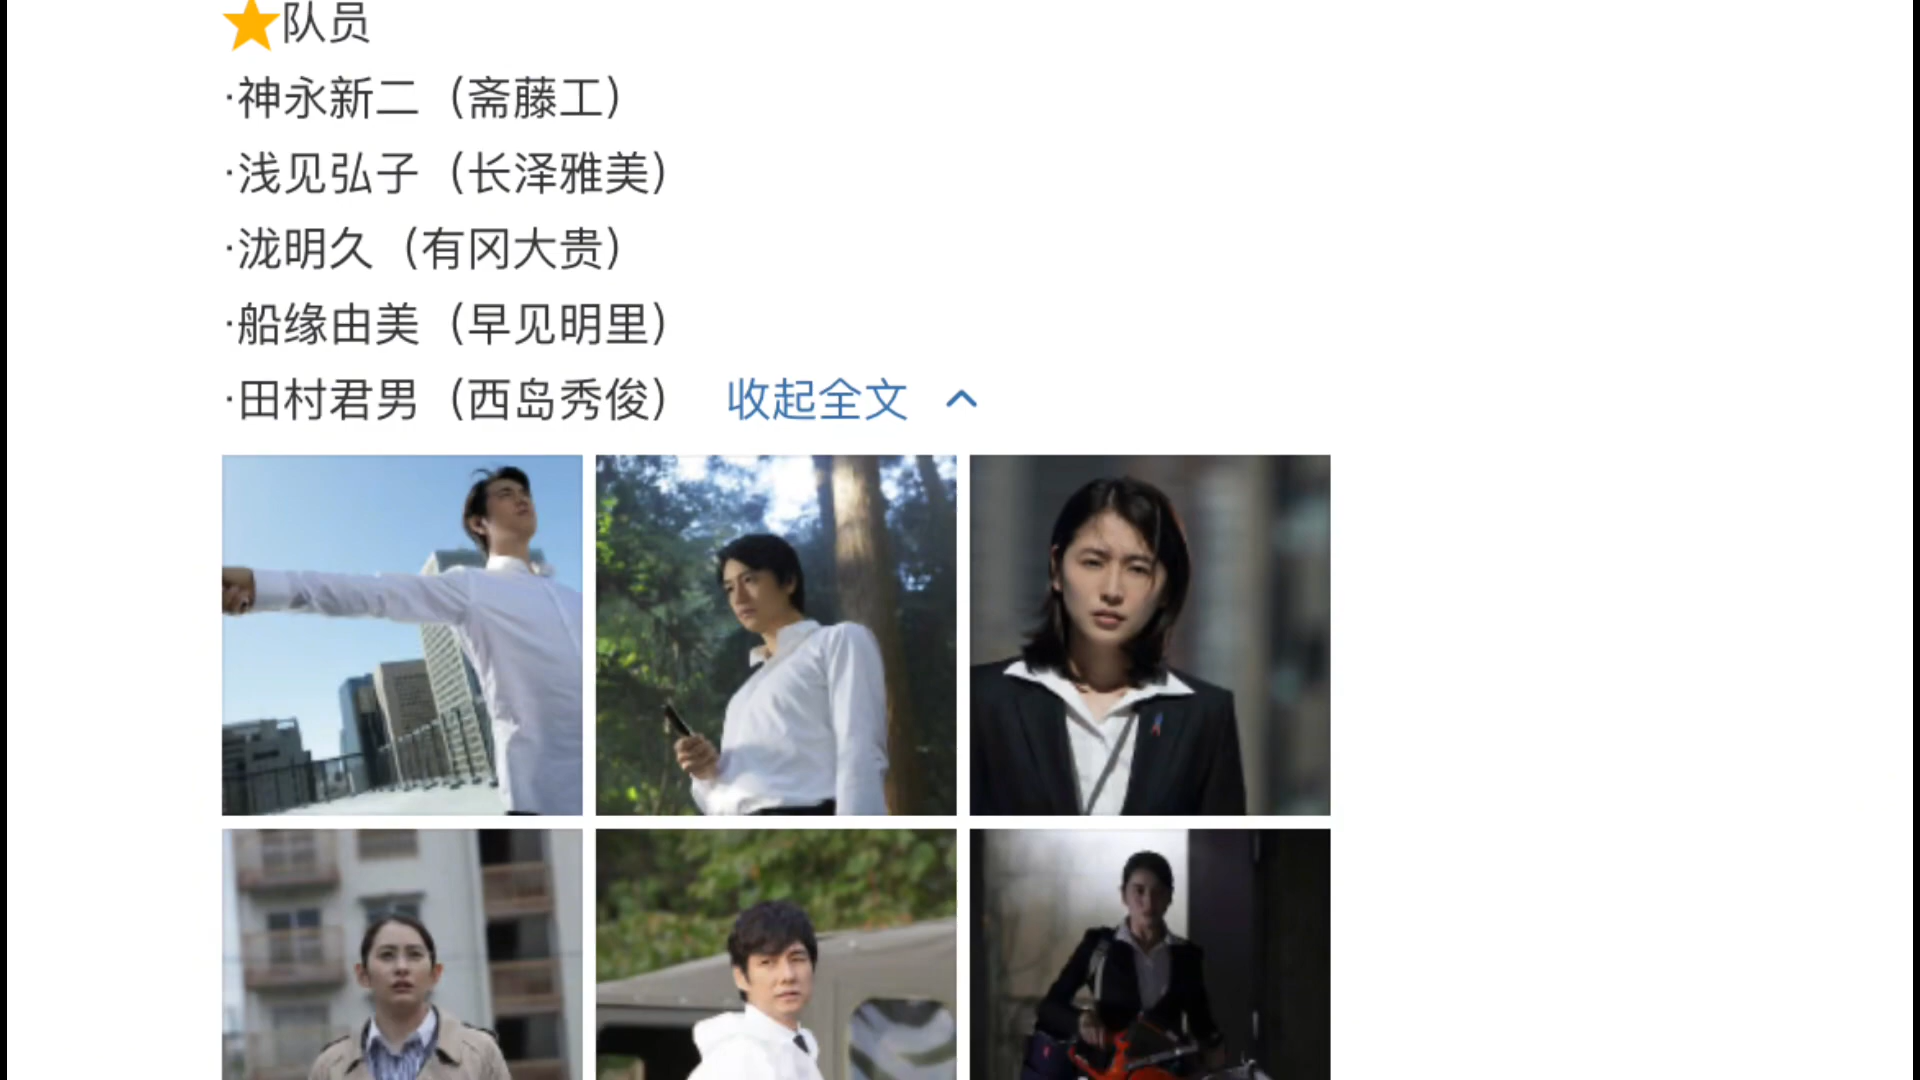 ⭐队员
·神永新二（斋藤工）
·浅见弘子（长泽雅美）
·泷明久（有冈大贵）
·船缘由美（早见明里）
·田村君男（西岛秀俊） 收起全文